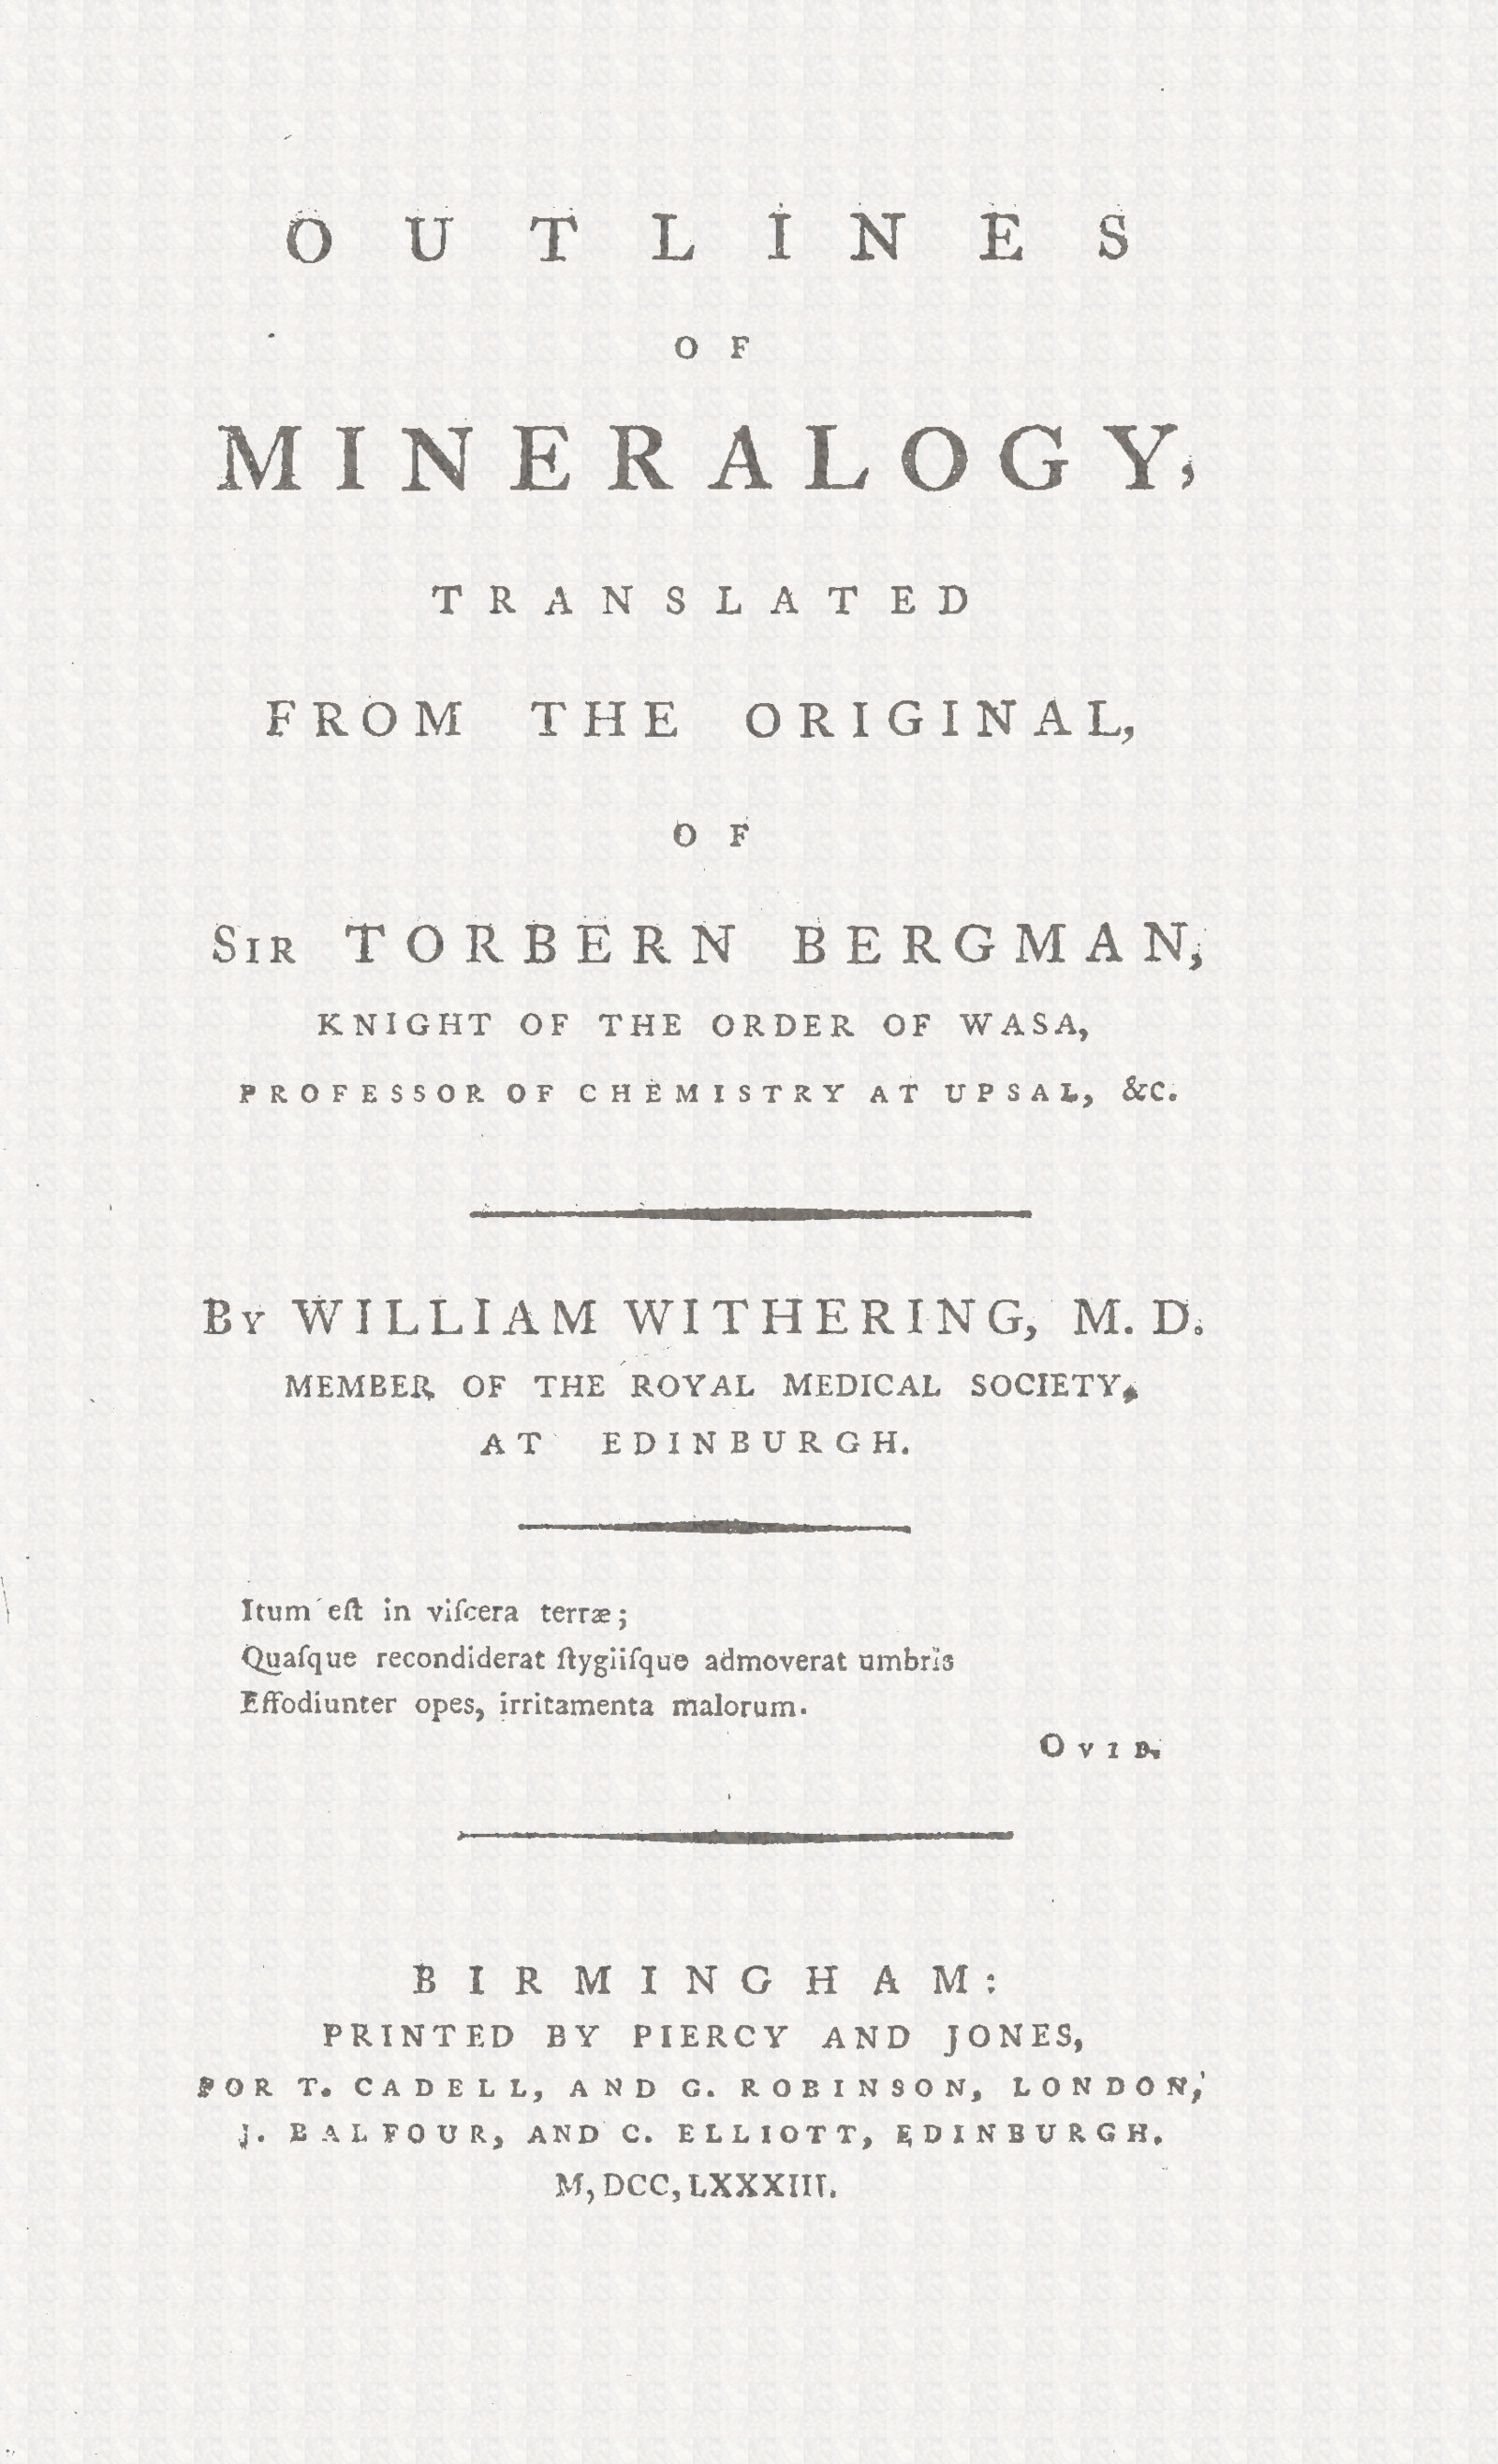 OUTLINES
OF
MINERALOGY,
TRANSLATED
FROM THE ORIGINAL,
OF
SIR TORBERN BERGMAN,
KNIGHT OF THE ORDER OF WASA,
PROFESSOR OF CHEMISTRY AT UPSAL, &C.
BY WILLIAM WITHERING, M. D.
MEMBER OF THE ROYAL MEDICAL SOCIETY,
AT EDINBURGH.
Itum eſt in viſcera terræ;
Quaſque recondiderat ſtygiiſque admoverat umbris
Effodiunter opes, irritamenta malorum.
OVID.
BIRMINGHAM:
PRINTED BY PIERCY AND JONES,
FOR T. CADELL, AND G. ROBINSON, LONDON;
J. BALFOUR, AND C. ELLIOTT, EDINBURGH.
M,DCC,LXXXIII.